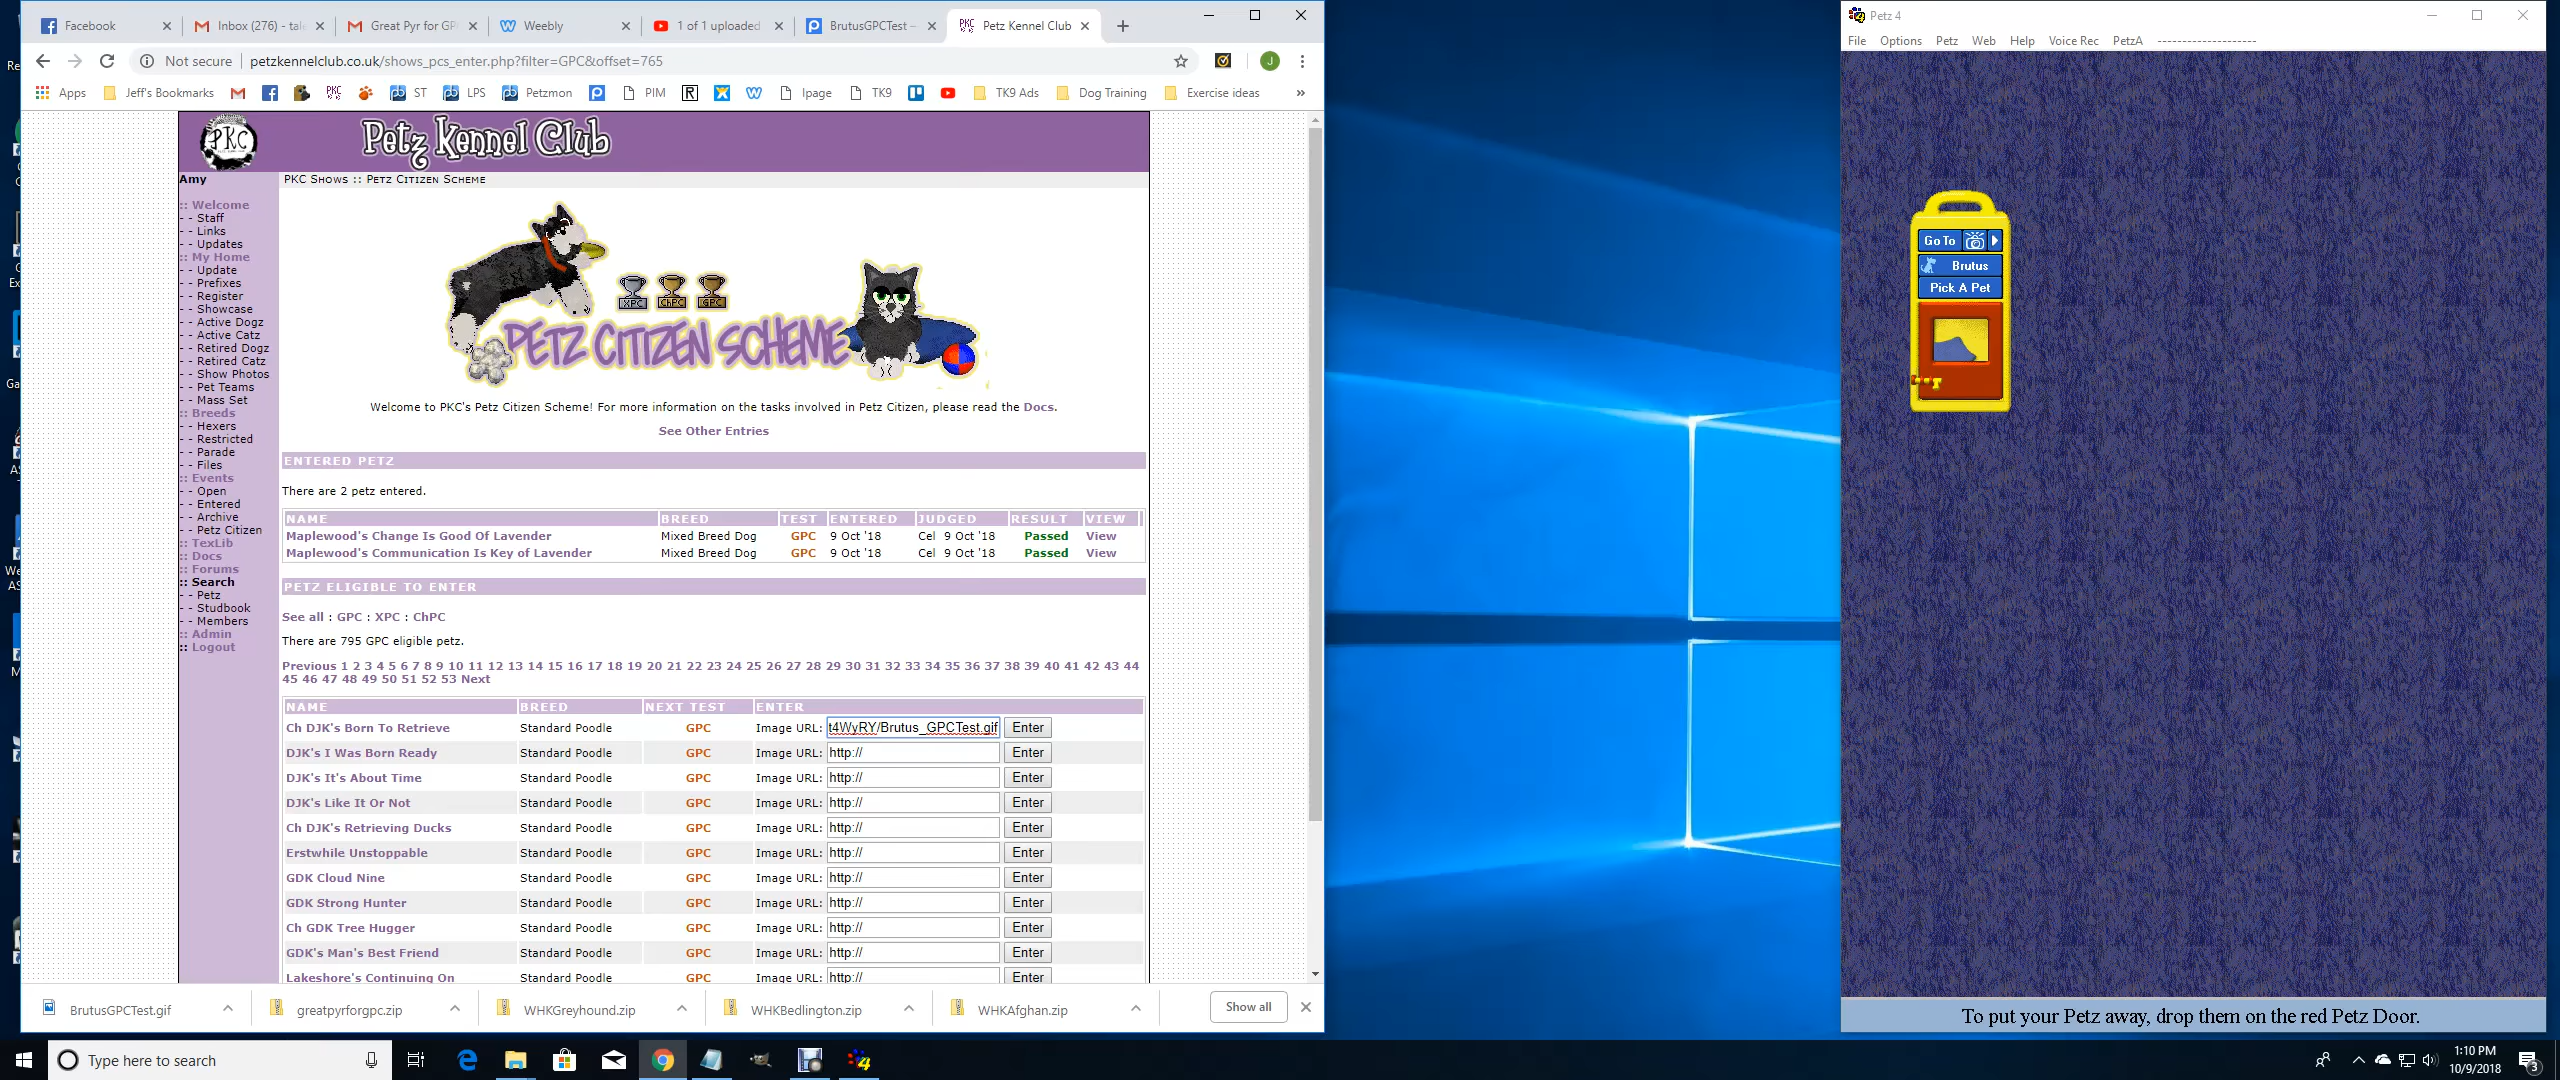 Facebook
Inbox (276) - tale
Great Pyr for GP
Weebly
1 of 1 uploaded
BrutusGPCTest –
PKC Petz Kennel Club
Not secure | petzkennelclub.co.uk/shows_pcs_enter.php?filter=GPC&offset=765
J
Apps Jeff's Bookmarks PKC ST LPS Petzmon PIM R Ipage TK9 TK9 Ads Dog Training Exercise ideas »
PKC Petz Kennel Club
Amy
PKC Shows :: Petz Citizen Scheme
:: Welcome
- - Staff
- - Links
- - Updates
:: My Home
- - Update
- - Prefixes
- - Register
- - Showcase
- - Active Dogz
- - Active Catz
- - Retired Dogz
- - Retired Catz
- - Show Photos
- - Pet Teams
- - Mass Set
:: Breeds
- - Hexers
- - Restricted
- - Parade
- - Files
:: Events
- - Open
- - Entered
- - Archive
- - Petz Citizen
:: TexLib
:: Docs
:: Forums
:: Search
- - Petz
- - Studbook
- - Members
:: Admin
:: Logout
XPC ChPC GPC
PETZ CITIZEN SCHEME
Welcome to PKC's Petz Citizen Scheme! For more information on the tasks involved in Petz Citizen, please read the Docs.
See Other Entries
ENTERED PETZ
There are 2 petz entered.
NAME BREED TEST ENTERED JUDGED RESULT VIEW
Maplewood's Change Is Good Of Lavender Mixed Breed Dog GPC 9 Oct '18 Cel 9 Oct '18 Passed View
Maplewood's Communication Is Key of Lavender Mixed Breed Dog GPC 9 Oct '18 Cel 9 Oct '18 Passed View
PETZ ELIGIBLE TO ENTER
See all : GPC : XPC : ChPC
There are 795 GPC eligible petz.
Previous 1 2 3 4 5 6 7 8 9 10 11 12 13 14 15 16 17 18 19 20 21 22 23 24 25 26 27 28 29 30 31 32 33 34 35 36 37 38 39 40 41 42 43 44
45 46 47 48 49 50 51 52 53 Next
NAME BREED NEXT TEST ENTER
Ch DJK's Born To Retrieve Standard Poodle GPC Image URL: t4WyRY/Brutus_GPCTest.gif Enter
DJK's I Was Born Ready Standard Poodle GPC Image URL: http:// Enter
DJK's It's About Time Standard Poodle GPC Image URL: http:// Enter
DJK's Like It Or Not Standard Poodle GPC Image URL: http:// Enter
Ch DJK's Retrieving Ducks Standard Poodle GPC Image URL: http:// Enter
Erstwhile Unstoppable Standard Poodle GPC Image URL: http:// Enter
GDK Cloud Nine Standard Poodle GPC Image URL: http:// Enter
GDK Strong Hunter Standard Poodle GPC Image URL: http:// Enter
Ch GDK Tree Hugger Standard Poodle GPC Image URL: http:// Enter
GDK's Man's Best Friend Standard Poodle GPC Image URL: http:// Enter
Lakeshore's Continuing On Standard Poodle GPC Image URL: http:// Enter
BrutusGPCTest.gif
greatpyrforgpc.zip
WHKGreyhound.zip
WHKBedlington.zip
WHKAfghan.zip
Show all
Petz 4
File Options Petz Web Help Voice Rec PetzA --------------------
Go To
Brutus
Pick A Pet
To put your Petz away, drop them on the red Petz Door.
Type here to search
1:10 PM
10/9/2018
3